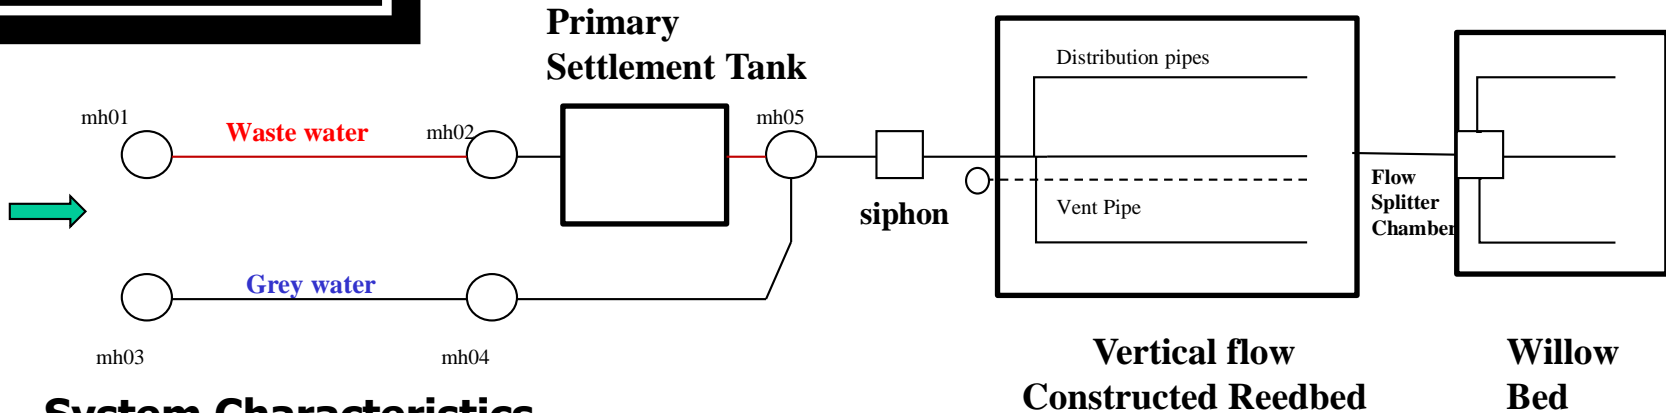 Primary
Settlement Tank
Distribution pipes
mh01
Waste water
mh02
mh05
Flow
Splitter
Chamber
siphon
Vent Pipe
Grey water
mh03
mh04
Vertical flow
Constructed Reedbed
Willow
Bed
System Characteristics